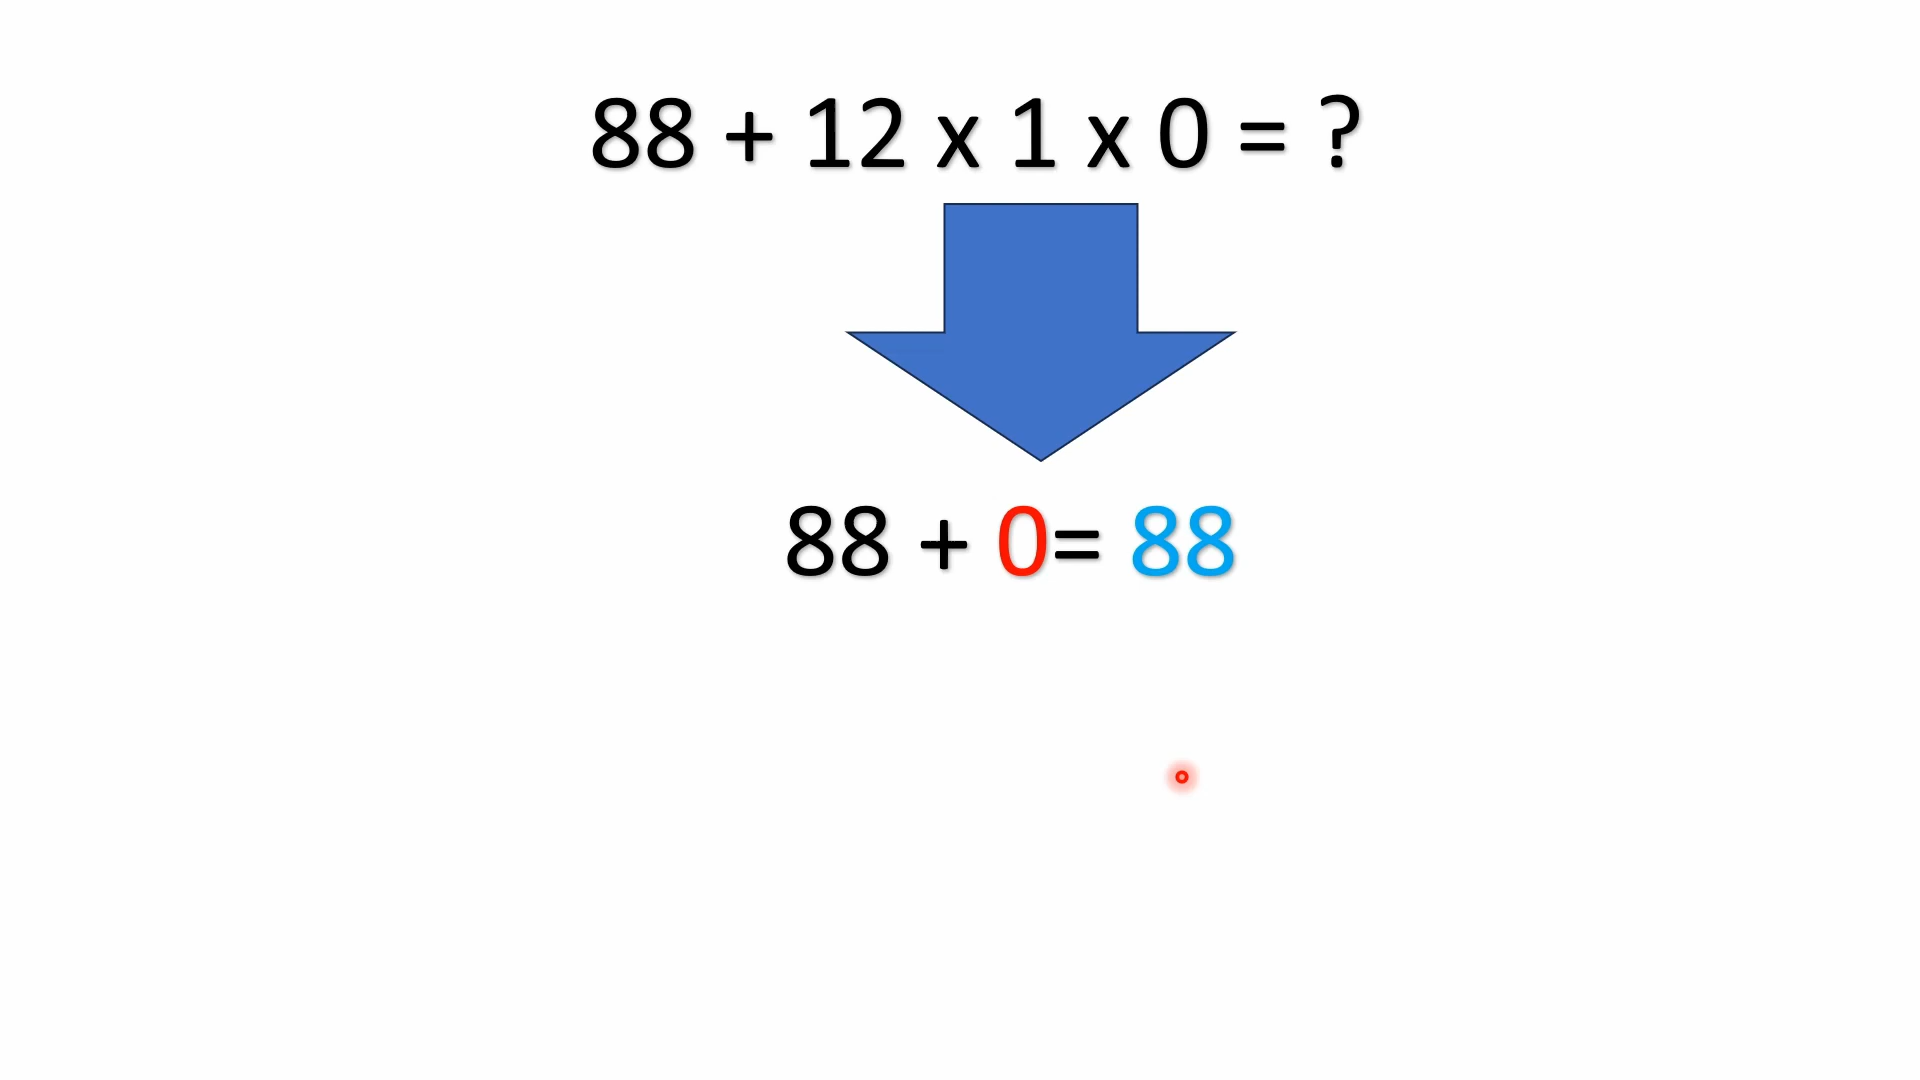 88 + 12 x 1 x 0 = ?
88 + 0= 88